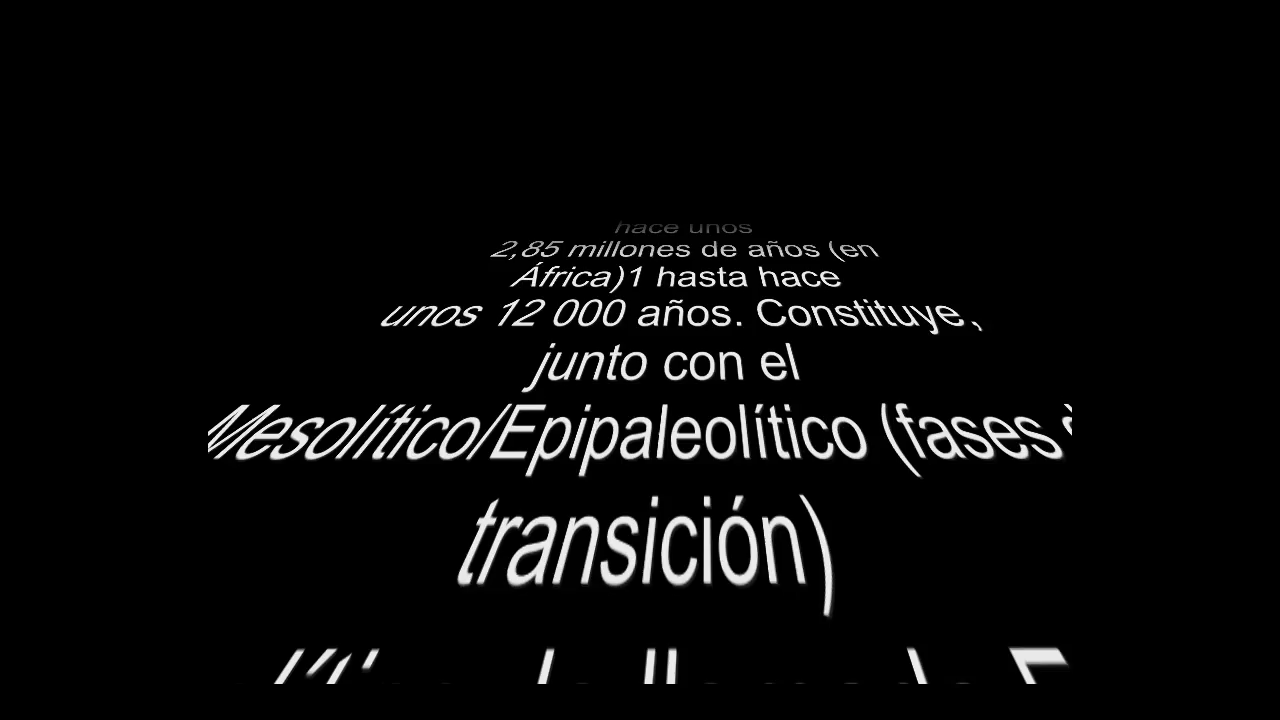 hace unos
2,85 millones de años (en
África)1 hasta hace
unos 12 000 años. Constituye,
junto con el
Mesolítico/Epipaleolítico (fases
transición)